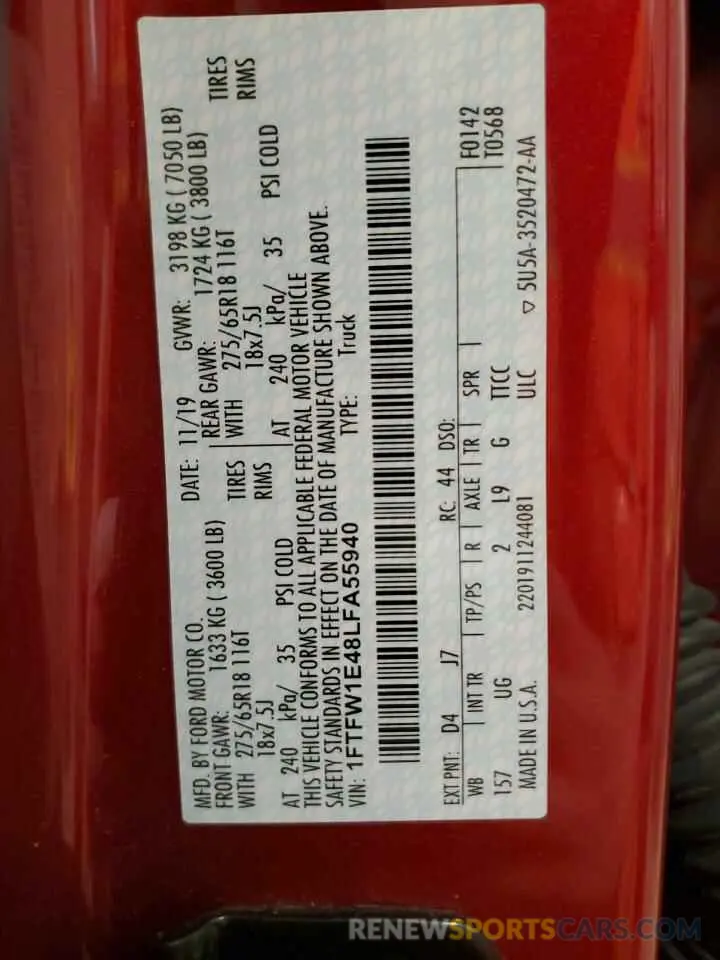 MFD. BY FORD MOTOR CO.
DATE: 11/19 GVWR: 3198 KG ( 7050 LB)
FRONT GAWR: 1633 KG ( 3600 LB)
REAR GAWR: 1724 KG ( 3800 LB)
WITH 275/65R18 116T TIRES
18x7.5J RIMS
AT 240 kPa/ 35 PSI COLD
WITH 275/65R18 116T TIRES
18x7.5J RIMS
AT 240 kPa/ 35 PSI COLD
THIS VEHICLE CONFORMS TO ALL APPLICABLE FEDERAL MOTOR VEHICLE
SAFETY STANDARDS IN EFFECT ON THE DATE OF MANUFACTURE SHOWN ABOVE.
VIN: 1FTFW1E48LFA55940 TYPE: Truck
EXT PNT: D4 J7 RC: 44 DSO: F0142
WB INT TR TP/PS R AXLE TR SPR T0568
157 UG 2 L9 G TTCC
MADE IN U.S.A. 2201911244081 ULC ▽ 5U5A-3520472-AA
RENEWSPORTSCARS.COM